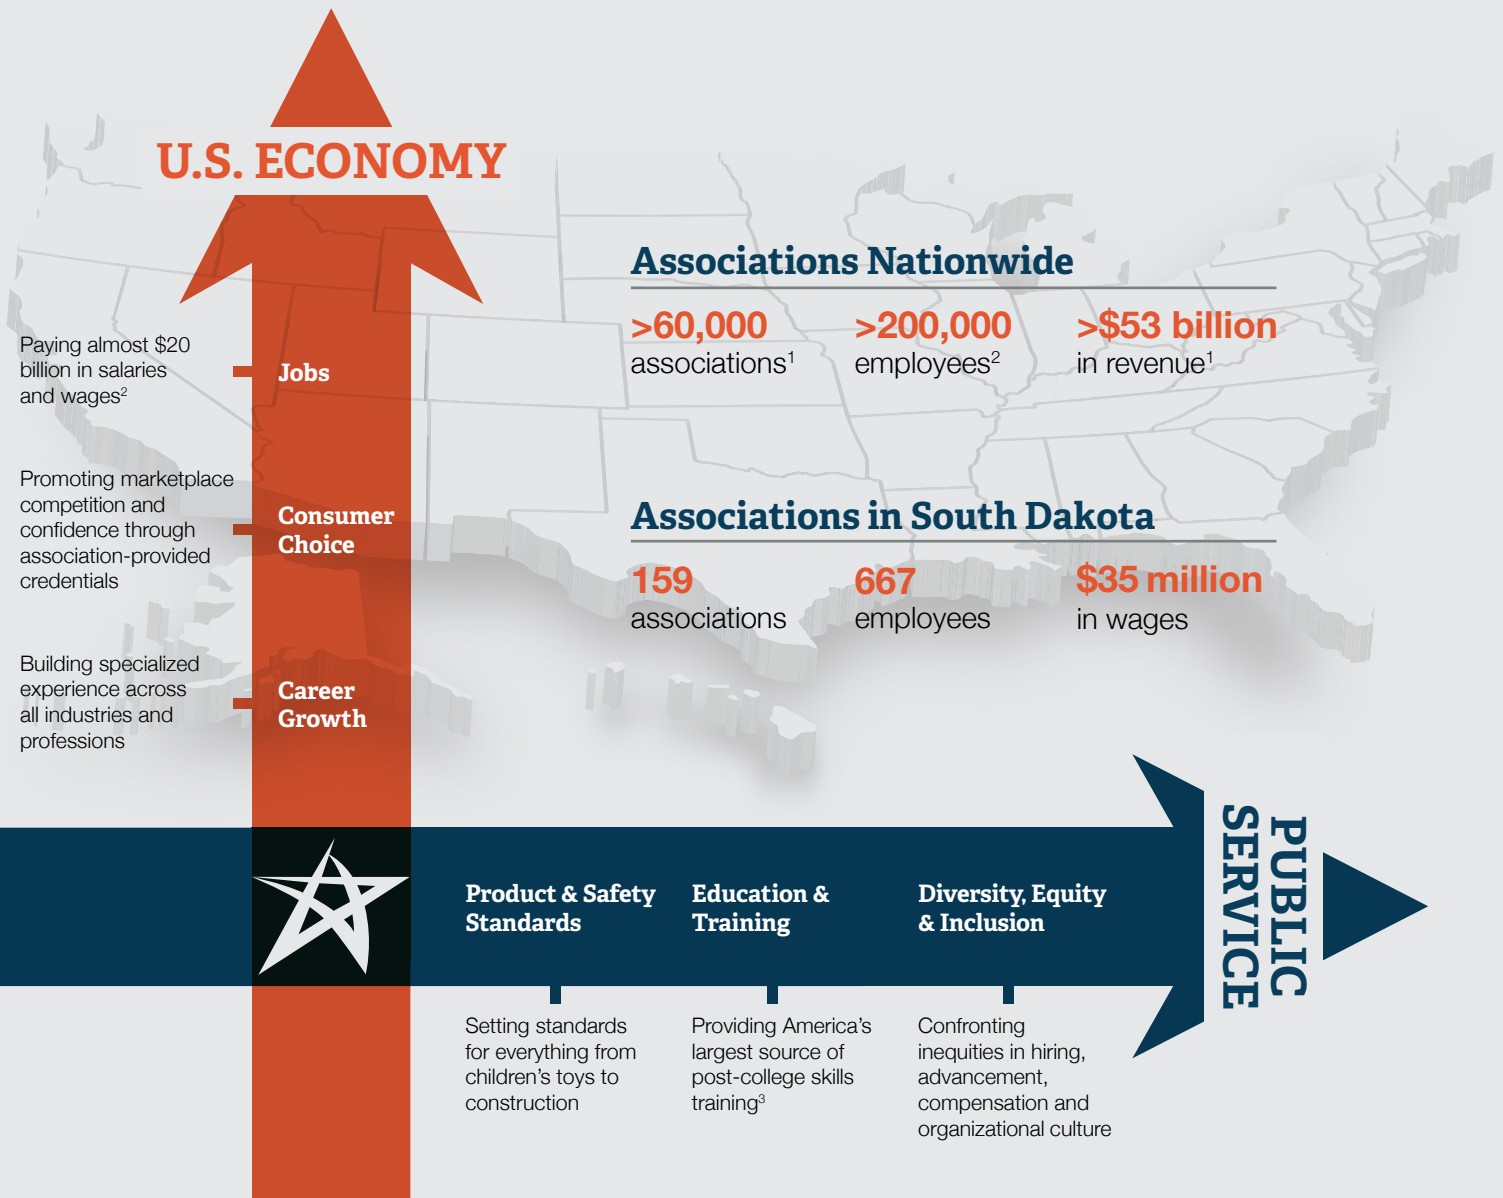 U.S. ECONOMY
Paying almost $20
billion in salaries
and wages²
Jobs
Promoting marketplace
competition and
confidence through
association-provided
credentials
Consumer
Choice
Building specialized
experience across
all industries and
professions
Career
Growth
Associations Nationwide
>60,000
associations¹
>200,000
employees²
>$53 billion
in revenue¹
Associations in South Dakota
159
associations
667
employees
$35 million
in wages
PUBLIC
SERVICE
Product & Safety
Standards
Setting standards
for everything from
children’s toys to
construction
Education &
Training
Providing America’s
largest source of
post-college skills
training³
Diversity, Equity
& Inclusion
Confronting
inequities in hiring,
advancement,
compensation and
organizational culture